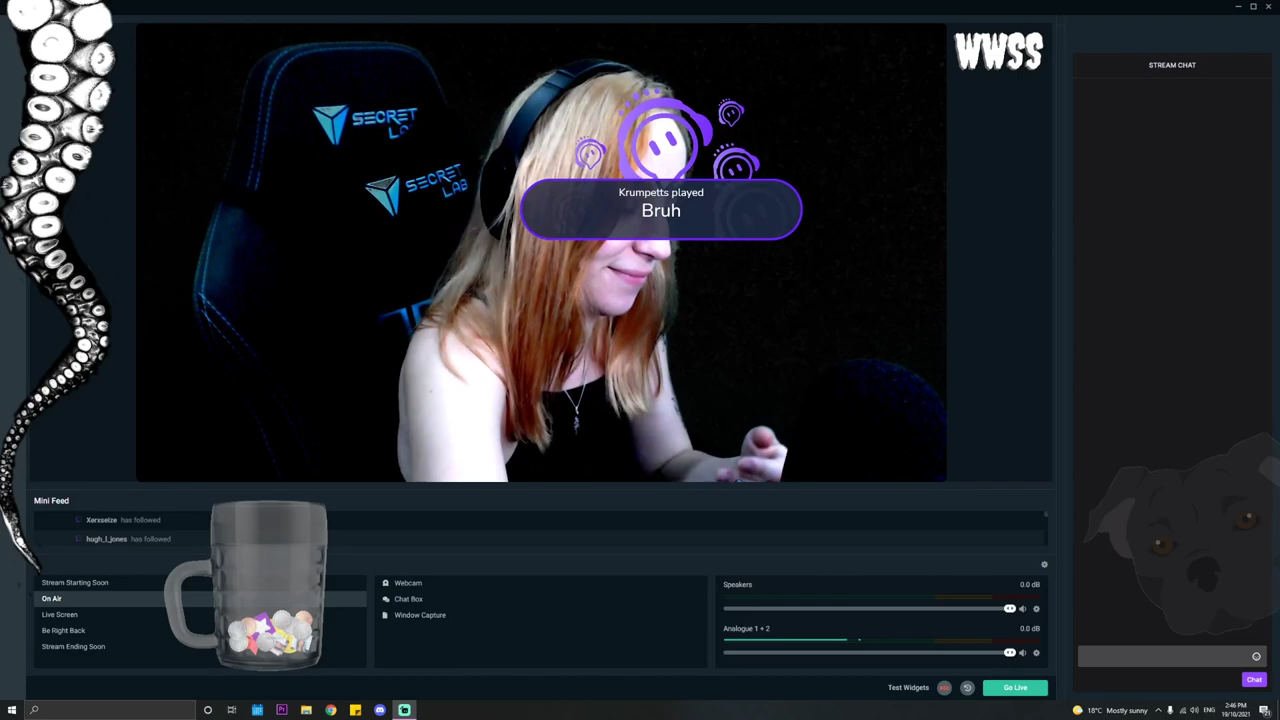 WWSS
STREAM CHAT
SECRET LAB
SECRET LAB
Krumpetts played
Bruh
Mini Feed
Xerxseize has followed
hugh_l_jones has followed
Stream Starting Soon
On Air
Live Screen
Be Right Back
Stream Ending Soon
Webcam
Chat Box
Window Capture
Speakers 0.0 dB
Analogue 1 + 2 0.0 dB
Test Widgets
REC
Go Live
Chat
Pr
18°C Mostly sunny
ENG
2:46 PM
19/10/2021